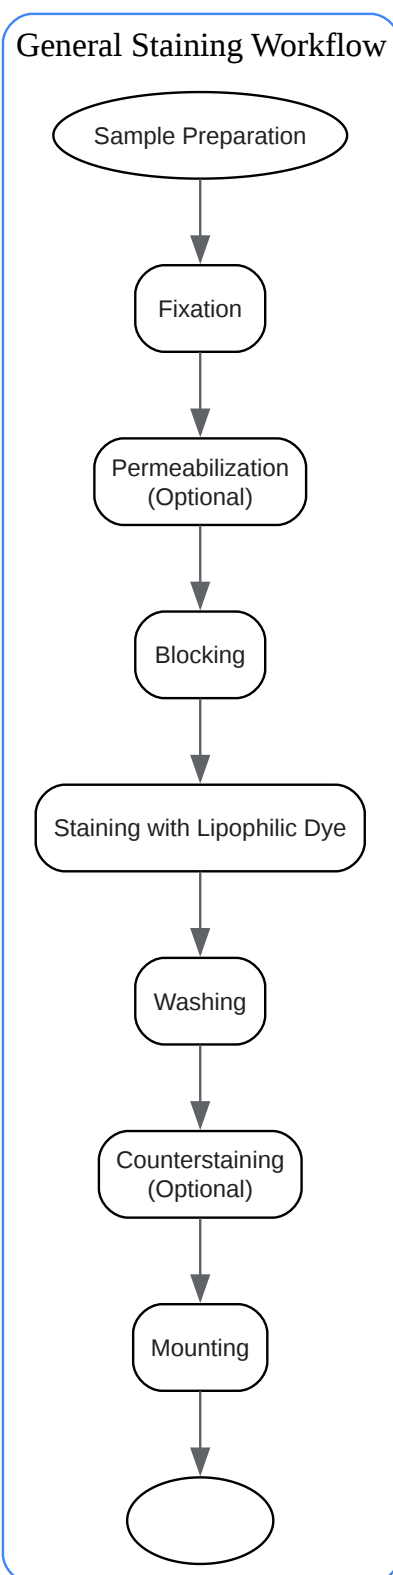 General Staining Workflow
Sample Preparation
Fixation
Permeabilization
(Optional)
Blocking
Staining with Lipophilic Dye
Washing
Counterstaining
(Optional)
Mounting